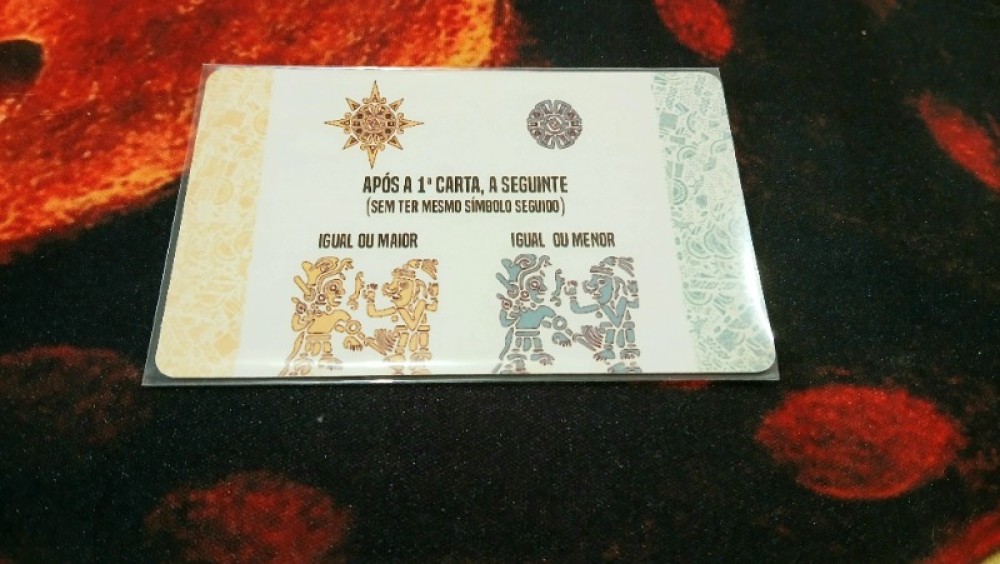 APÓS A 1ª CARTA, A SEGUINTE
(SEM TER MESMO SÍMBOLO SEGUIDO)
IGUAL OU MAIOR
IGUAL OU MENOR